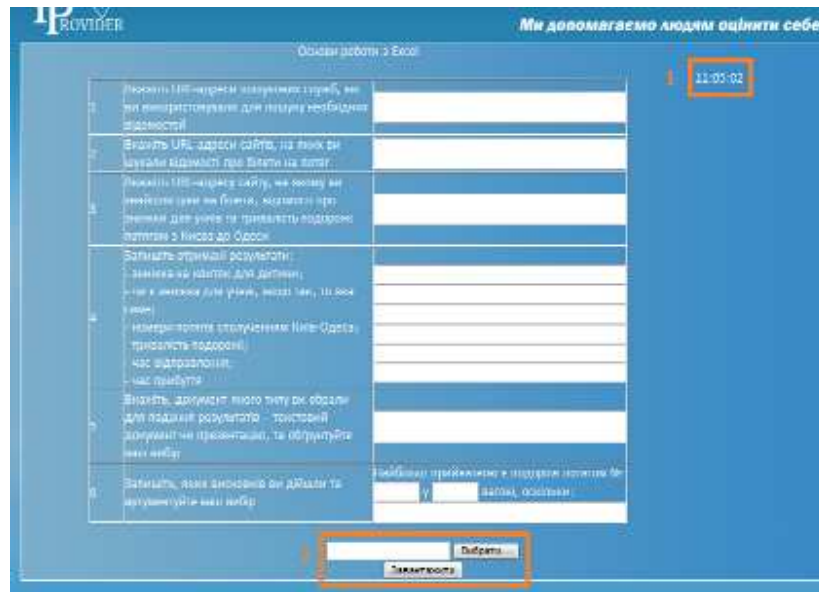 PROVIDER
Ми допомагаємо людям оцінити себе
Основи роботи з Excel
1
11:05:02
1
Вкажіть URL-адреси пошукових служб, які
ви використовували для пошуку необхідних
відомостей
2
Вкажіть URL-адреси сайтів, на яких ви
шукали відомості про білети на потяг
3
Вкажіть URL-адресу сайту, на якому ви
знайшли ціни на білети, відомості про
знижки для учнів та тривалість подорожі
потягом з Києва до Одеси
4
Запишіть отримані результати:
- знижка на квиток для дитини;
- чи є знижка для учнів, якщо так, то яка
саме;
- номери потягів сполученням Київ-Одеса;
- тривалість подорожі;
- час відправлення;
- час прибуття
5
Вкажіть, документ якого типу ви обрали
для подання результатів – текстовий
документ чи презентацію, та обґрунтуйте
ваш вибір
6
Запишіть, яких висновків ви дійшли та
аргументуйте ваш вибір
Найбільш прийнятною є подорож потягом №
у вагоні, оскільки
Вибрати ...
Завантажити